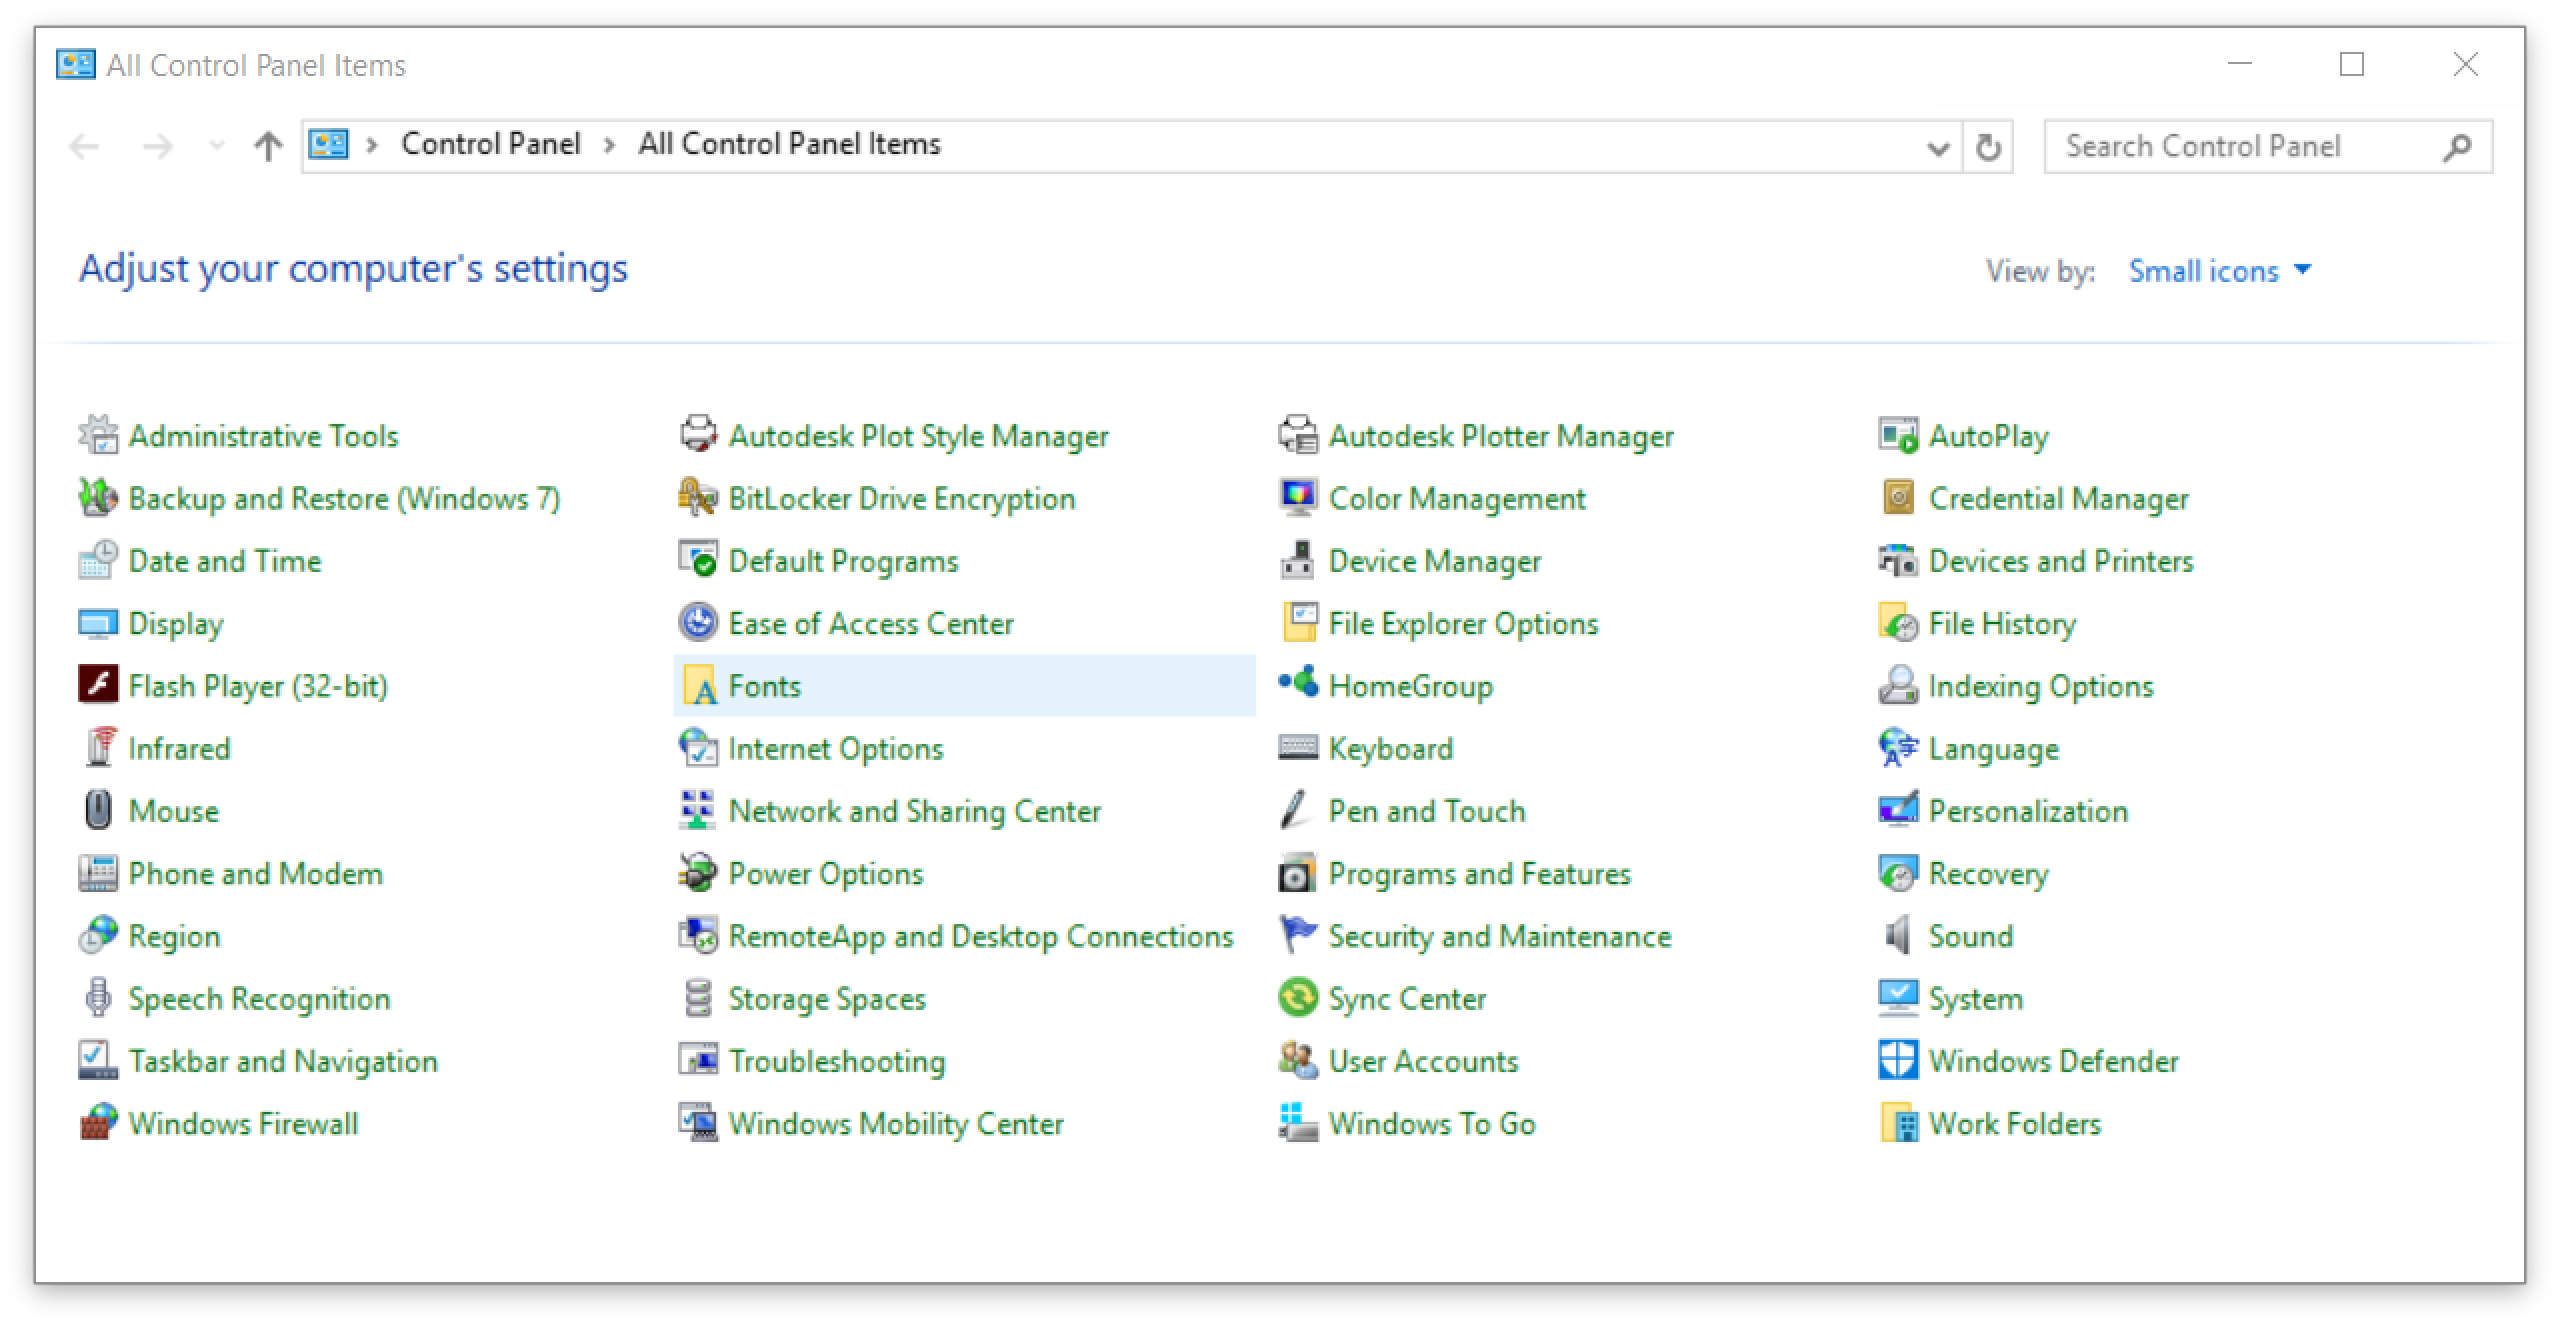 All Control Panel Items
Control Panel > All Control Panel Items
Search Control Panel
Adjust your computer's settings
View by: Small icons
Administrative Tools Autodesk Plot Style Manager Autodesk Plotter Manager AutoPlay
Backup and Restore (Windows 7) BitLocker Drive Encryption Color Management Credential Manager
Date and Time Default Programs Device Manager Devices and Printers
Display Ease of Access Center File Explorer Options File History
Flash Player (32-bit) Fonts HomeGroup Indexing Options
Infrared Internet Options Keyboard Language
Mouse Network and Sharing Center Pen and Touch Personalization
Phone and Modem Power Options Programs and Features Recovery
Region RemoteApp and Desktop Connections Security and Maintenance Sound
Speech Recognition Storage Spaces Sync Center System
Taskbar and Navigation Troubleshooting User Accounts Windows Defender
Windows Firewall Windows Mobility Center Windows To Go Work Folders